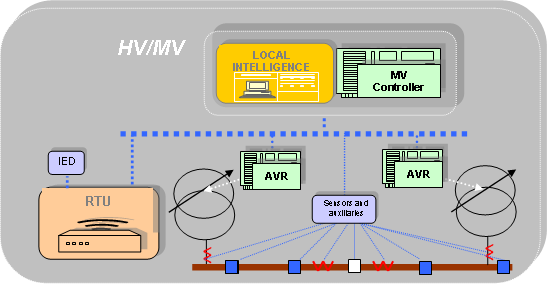 HV/MV
LOCAL
INTELLIGENCE
MV
Controller
IED
AVR
AVR
RTU
Sensors and
auxiliaries